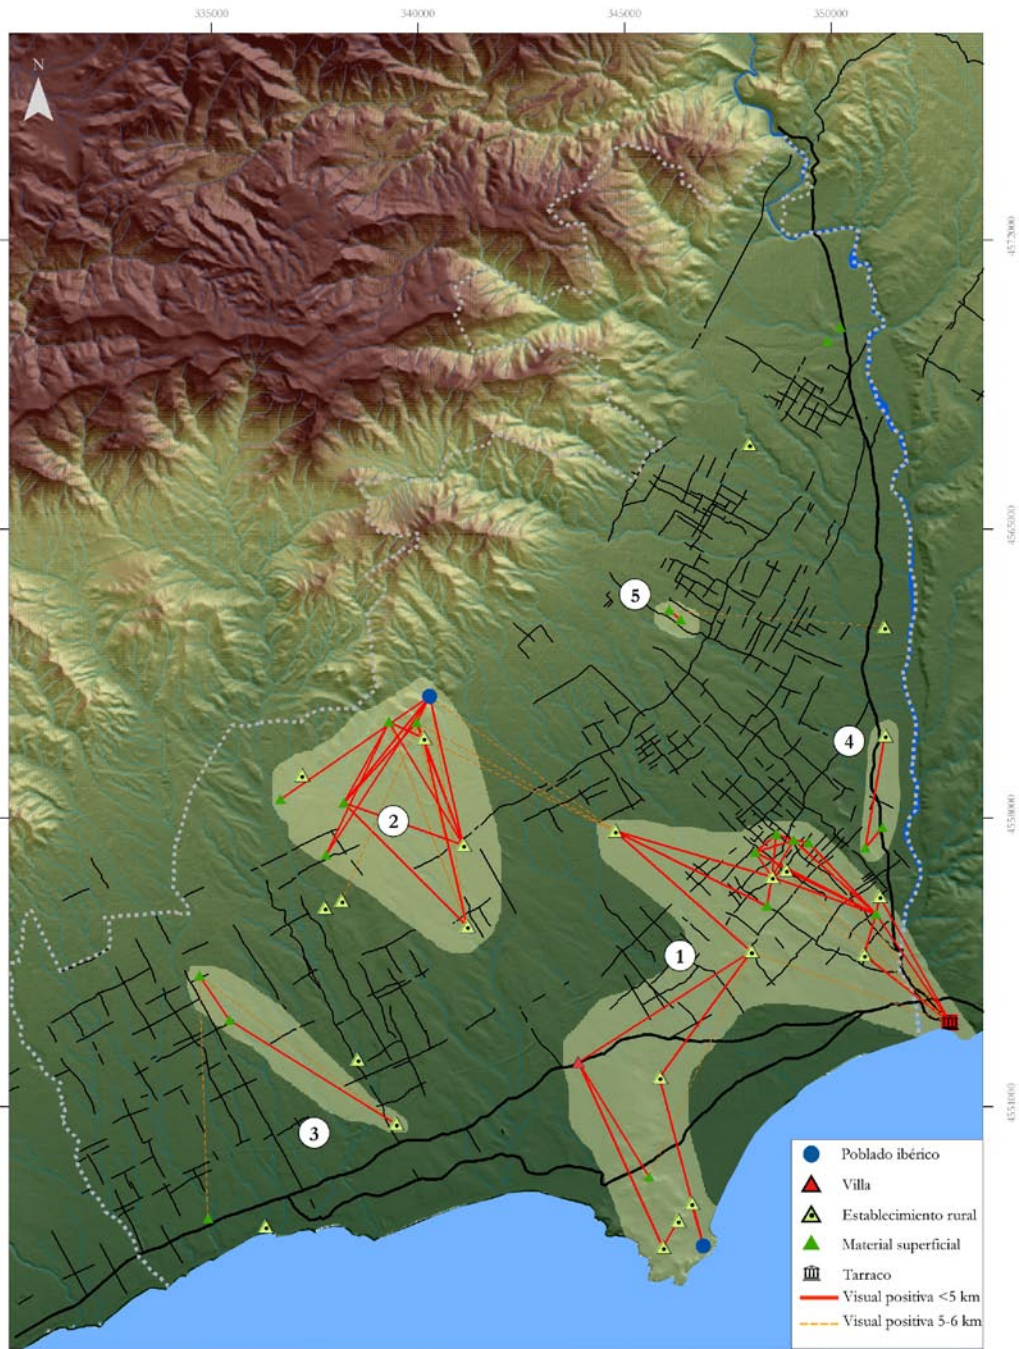 335000 340000 345000 350000
N
4572000
4565000
5
4
4558000
2
1
4551000
3
Poblado ibérico
Villa
Establecimiento rural
Material superficial
Tarraco
Visual positiva <5 km
Visual positiva 5-6 km